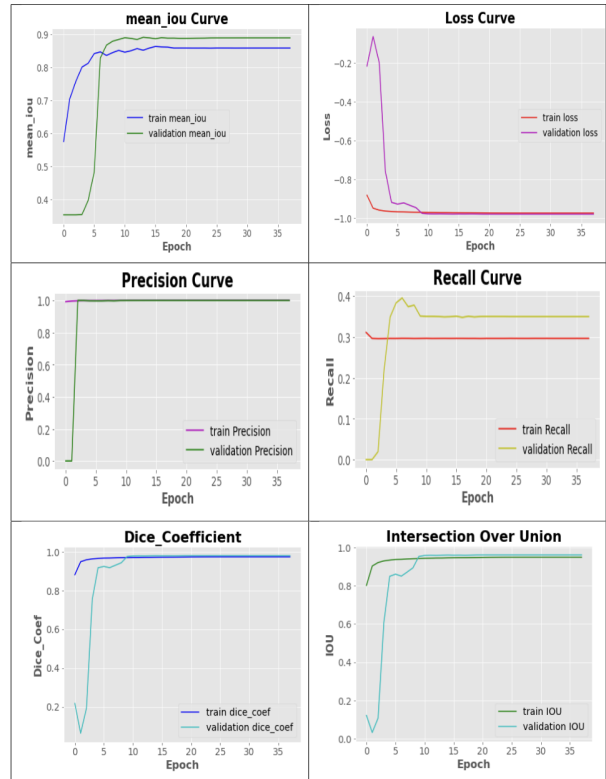 mean_iou Curve
0.9
0.8
0.7
0.6
0.5
0.4
mean_iou
train mean_iou
validation mean_iou
0 5 10 15 20 25 30 35
Epoch
Loss Curve
−0.2
−0.4
−0.6
−0.8
−1.0
Loss
train loss
validation loss
0 5 10 15 20 25 30 35
Epoch
Precision Curve
1.0
0.8
0.6
0.4
0.2
0.0
Precision
train Precision
validation Precision
0 5 10 15 20 25 30 35
Epoch
Recall Curve
0.4
0.3
0.2
0.1
0.0
Recall
train Recall
validation Recall
0 5 10 15 20 25 30 35
Epoch
Dice_Coefficient
1.0
0.8
0.6
0.4
0.2
Dice_Coef
train dice_coef
validation dice_coef
0 5 10 15 20 25 30 35
Epoch
Intersection Over Union
1.0
0.8
0.6
0.4
0.2
0.0
IOU
train IOU
validation IOU
0 5 10 15 20 25 30 35
Epoch